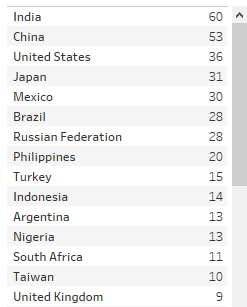 India 60
China 53
United States 36
Japan 31
Mexico 30
Brazil 28
Russian Federation 28
Philippines 20
Turkey 15
Indonesia 14
Argentina 13
Nigeria 13
South Africa 11
Taiwan 10
United Kingdom 9